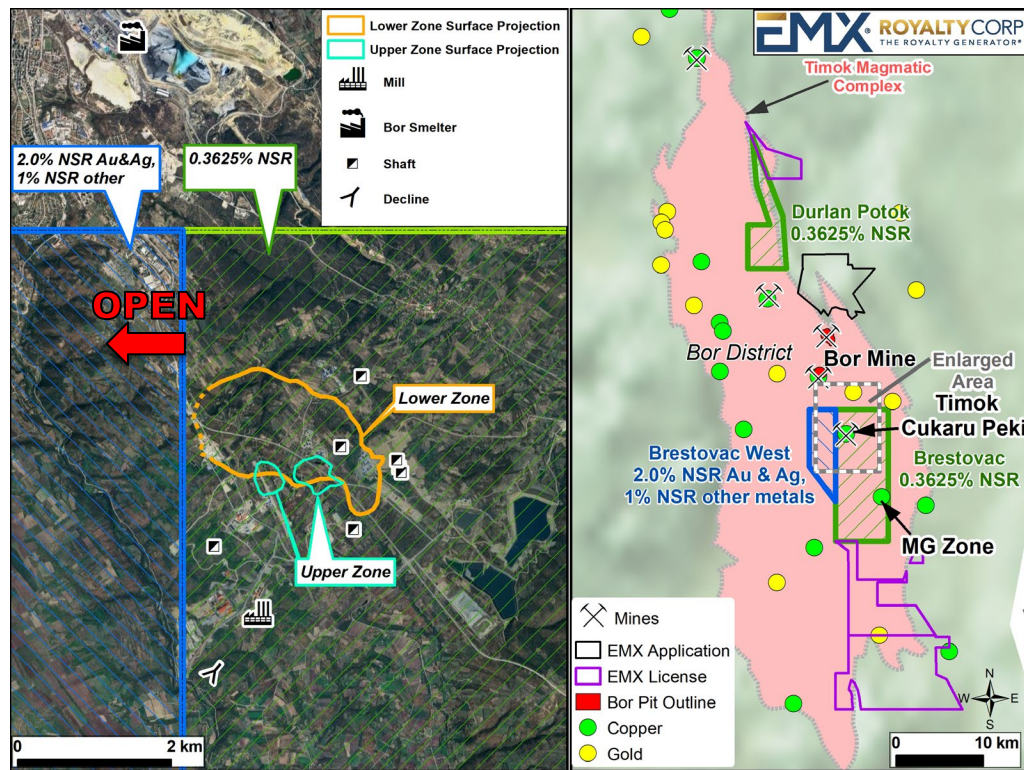 Lower Zone Surface Projection
Upper Zone Surface Projection
Mill
Bor Smelter
Shaft
Decline
2.0% NSR Au&Ag,
1% NSR other
0.3625% NSR
OPEN
Lower Zone
Upper Zone
0
2 km
EMX
ROYALTYCORP
THE ROYALTY GENERATOR®
Timok Magmatic
Complex
Durlan Potok
0.3625% NSR
Bor District
Bor Mine
Enlarged
Area
Timok
Cukaru Peki
Brestovac West
2.0% NSR Au & Ag,
1% NSR other metals
Brestovac
0.3625% NSR
MG Zone
Mines
EMX Application
EMX License
Bor Pit Outline
Copper
Gold
N
W
E
S
0
10 km